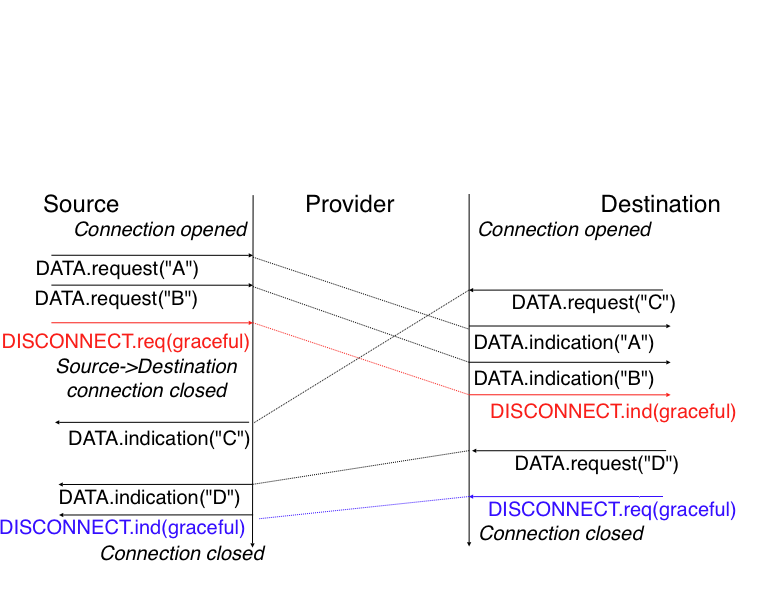 Source Provider Destination
Connection opened Connection opened
DATA.request("A")
DATA.request("B")
DATA.request("C")
DISCONNECT.req(graceful)
DATA.indication("A")
Source->Destination
connection closed
DATA.indication("B")
DISCONNECT.ind(graceful)
DATA.indication("C")
DATA.request("D")
DATA.indication("D")
DISCONNECT.req(graceful)
DISCONNECT.ind(graceful)
Connection closed
Connection closed